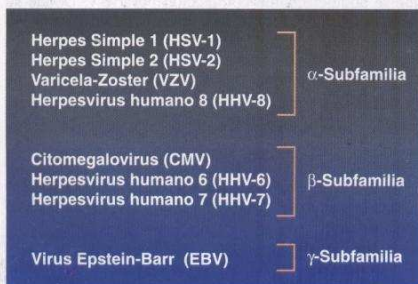 Herpes Simple 1 (HSV-1)
Herpes Simple 2 (HSV-2)
Varicela-Zoster (VZV)
Herpesvirus humano 8 (HHV-8)
α-Subfamilia
Citomegalovirus (CMV)
Herpesvirus humano 6 (HHV-6)
Herpesvirus humano 7 (HHV-7)
β-Subfamilia
Virus Epstein-Barr (EBV)
γ-Subfamilia